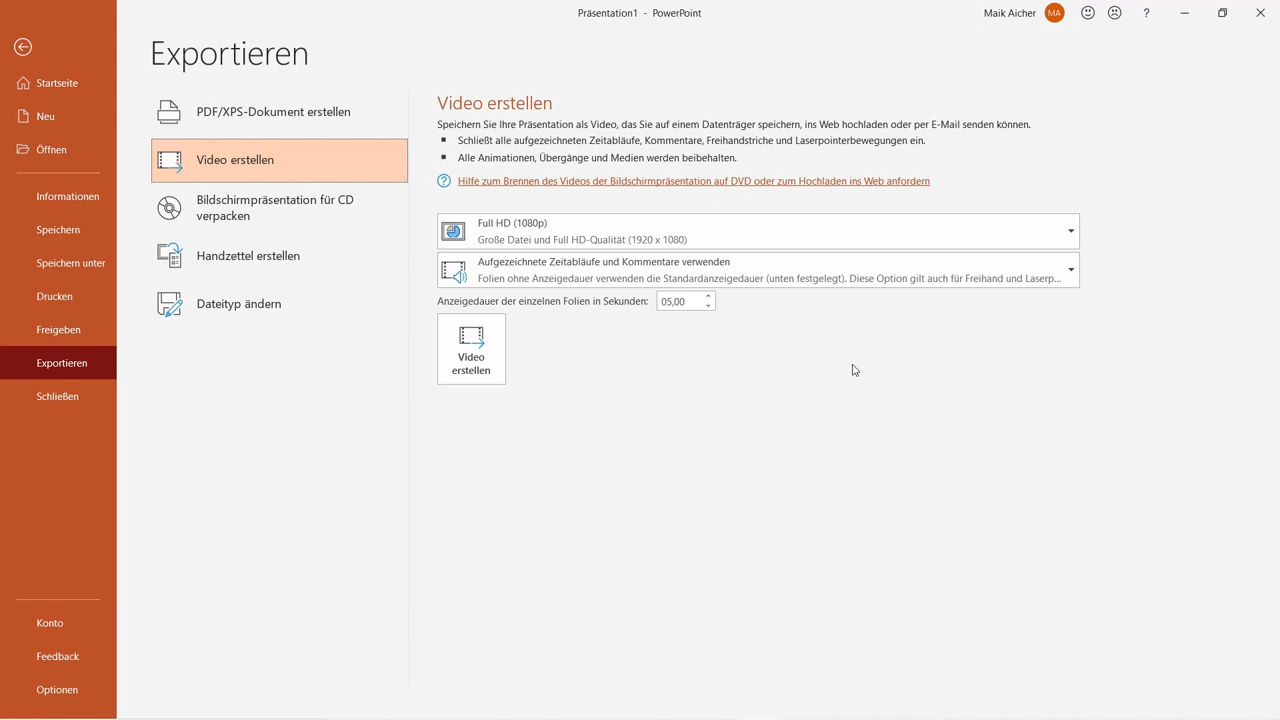 Präsentation1 - PowerPoint
Maik Aicher MA
?
Exportieren
Startseite
Neu
Öffnen
Informationen
Speichern
Speichern unter
Drucken
Freigeben
Exportieren
Schließen
Konto
Feedback
Optionen
PDF/XPS-Dokument erstellen
Video erstellen
Bildschirmpräsentation für CD
verpacken
Handzettel erstellen
Dateityp ändern
Video erstellen
Speichern Sie Ihre Präsentation als Video, das Sie auf einem Datenträger speichern, ins Web hochladen oder per E-Mail senden können.
Schließt alle aufgezeichneten Zeitabläufe, Kommentare, Freihandstriche und Laserpointerbewegungen ein.
Alle Animationen, Übergänge und Medien werden beibehalten.
? Hilfe zum Brennen des Videos der Bildschirmpräsentation auf DVD oder zum Hochladen ins Web anfordern
Full HD (1080p)
Große Datei und Full HD-Qualität (1920 x 1080)
Aufgezeichnete Zeitabläufe und Kommentare verwenden
Folien ohne Anzeigedauer verwenden die Standardanzeigedauer (unten festgelegt). Diese Option gilt auch für Freihand und Laserp...
Anzeigedauer der einzelnen Folien in Sekunden: 05,00
Video
erstellen